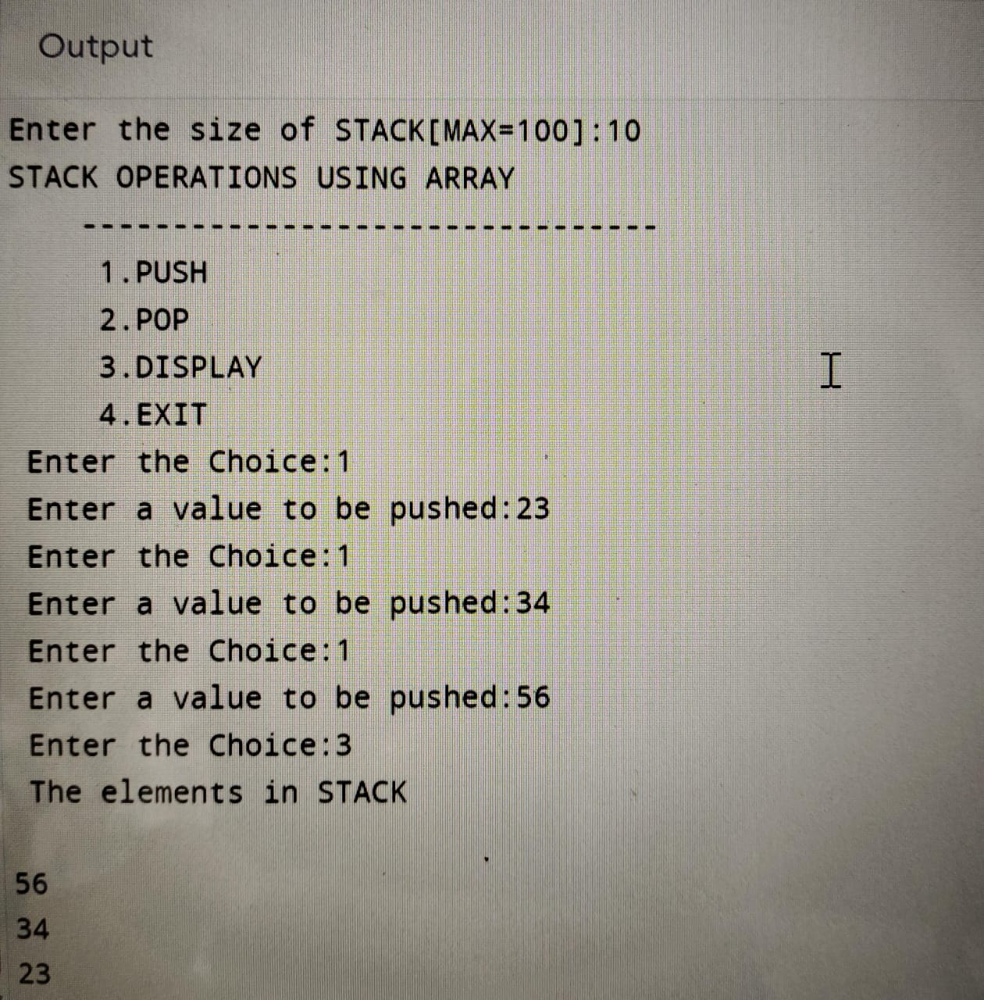 Output
Enter the size of STACK[MAX=100]:10
STACK OPERATIONS USING ARRAY
--------------------------------
1.PUSH
2.POP
3.DISPLAY
4.EXIT
Enter the Choice:1
Enter a value to be pushed:23
Enter the Choice:1
Enter a value to be pushed:34
Enter the Choice:1
Enter a value to be pushed:56
Enter the Choice:3
The elements in STACK
56
34
23